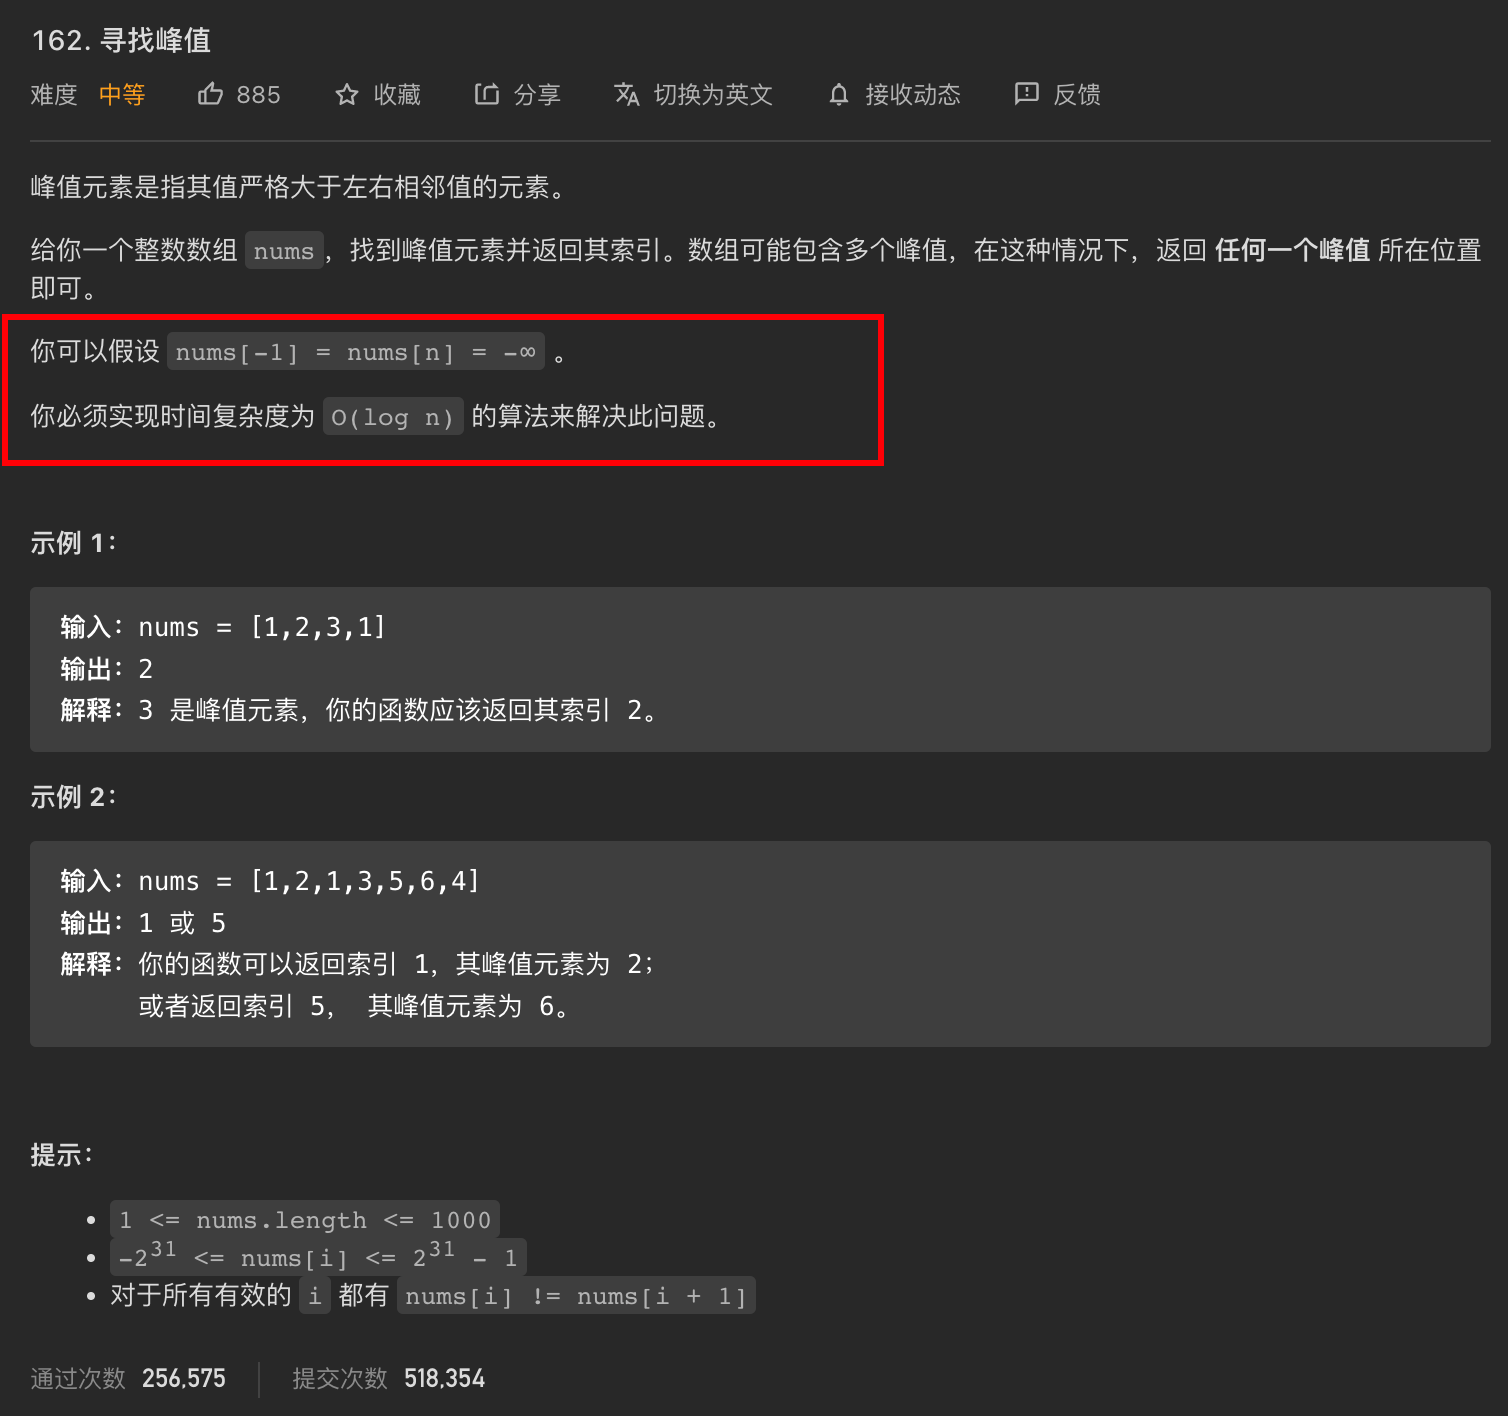 162. 寻找峰值
难度 中等 885 收藏 分享 切换为英文 接收动态 反馈
峰值元素是指其值严格大于左右相邻值的元素。
给你一个整数数组 nums，找到峰值元素并返回其索引。数组可能包含多个峰值，在这种情况下，返回 任何一个峰值 所在位置
即可。
你可以假设 nums[-1] = nums[n] = -∞ 。
你必须实现时间复杂度为 O(log n) 的算法来解决此问题。
示例 1：
输入：nums = [1,2,3,1]
输出：2
解释：3 是峰值元素，你的函数应该返回其索引 2。
示例 2：
输入：nums = [1,2,1,3,5,6,4]
输出：1 或 5
解释：你的函数可以返回索引 1，其峰值元素为 2；
或者返回索引 5， 其峰值元素为 6。
提示：
• 1 <= nums.length <= 1000
• -2³¹ <= nums[i] <= 2³¹ - 1
• 对于所有有效的 i 都有 nums[i] != nums[i + 1]
通过次数 256,575 提交次数 518,354